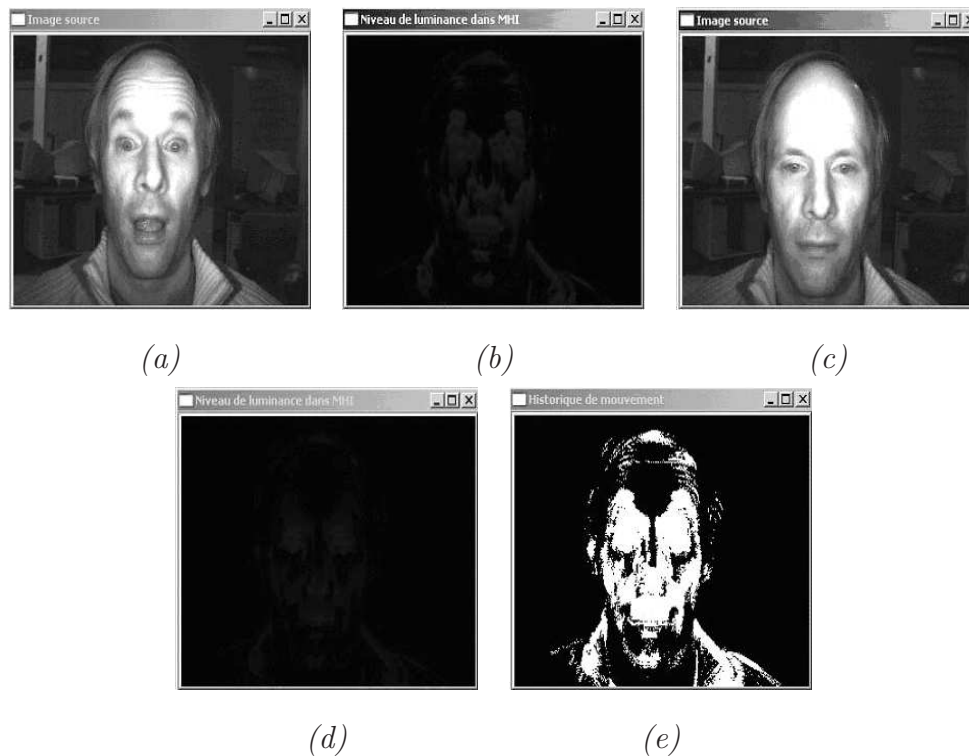 Image source
Niveau de luminance dans MHI
Image source
(a)
(b)
(c)
Niveau de luminance dans MHI
Historique de mouvement
(d)
(e)